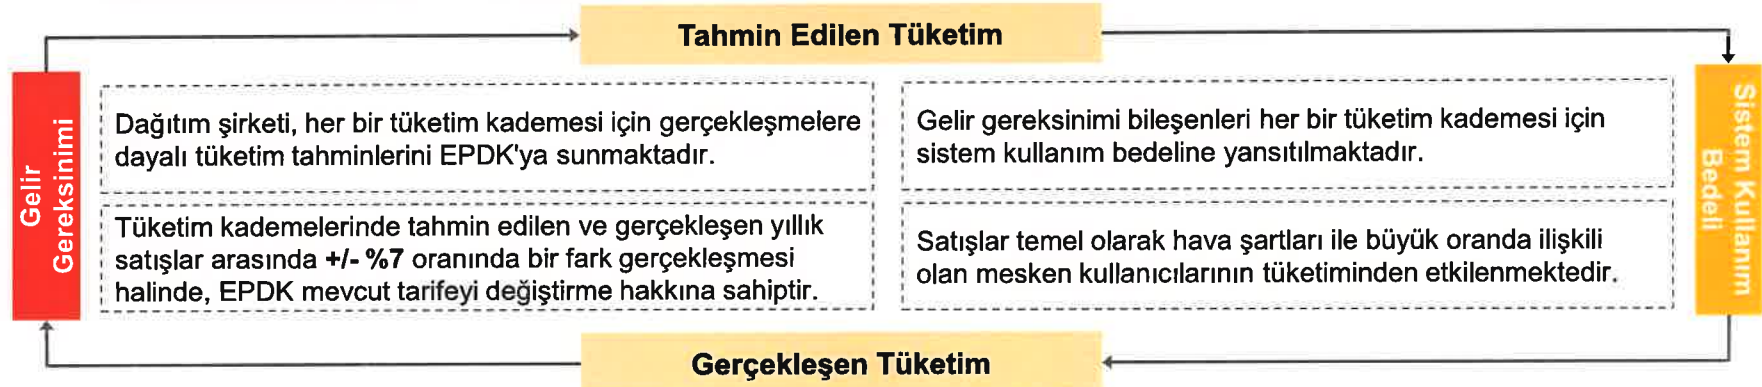 Tahmin Edilen Tüketim
Gelir
Gereksinimi
Dağıtım şirketi, her bir tüketim kademesi için gerçekleşmelere
dayalı tüketim tahminlerini EPDK'ya sunmaktadır.
Gelir gereksinimi bileşenleri her bir tüketim kademesi için
sistem kullanım bedeline yansıtılmaktadır.
Tüketim kademelerinde tahmin edilen ve gerçekleşen yıllık
satışlar arasında +/- %7 oranında bir fark gerçekleşmesi
halinde, EPDK mevcut tarifeyi değiştirme hakkına sahiptir.
Satışlar temel olarak hava şartları ile büyük oranda ilişkili
olan mesken kullanıcılarının tüketiminden etkilenmektedir.
Sistem Kullanım
Bedeli
Gerçekleşen Tüketim